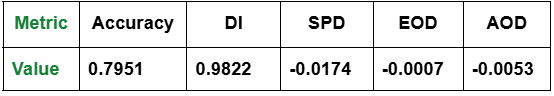 Metric Accuracy DI SPD EOD AOD
Value 0.7951 0.9822 -0.0174 -0.0007 -0.0053